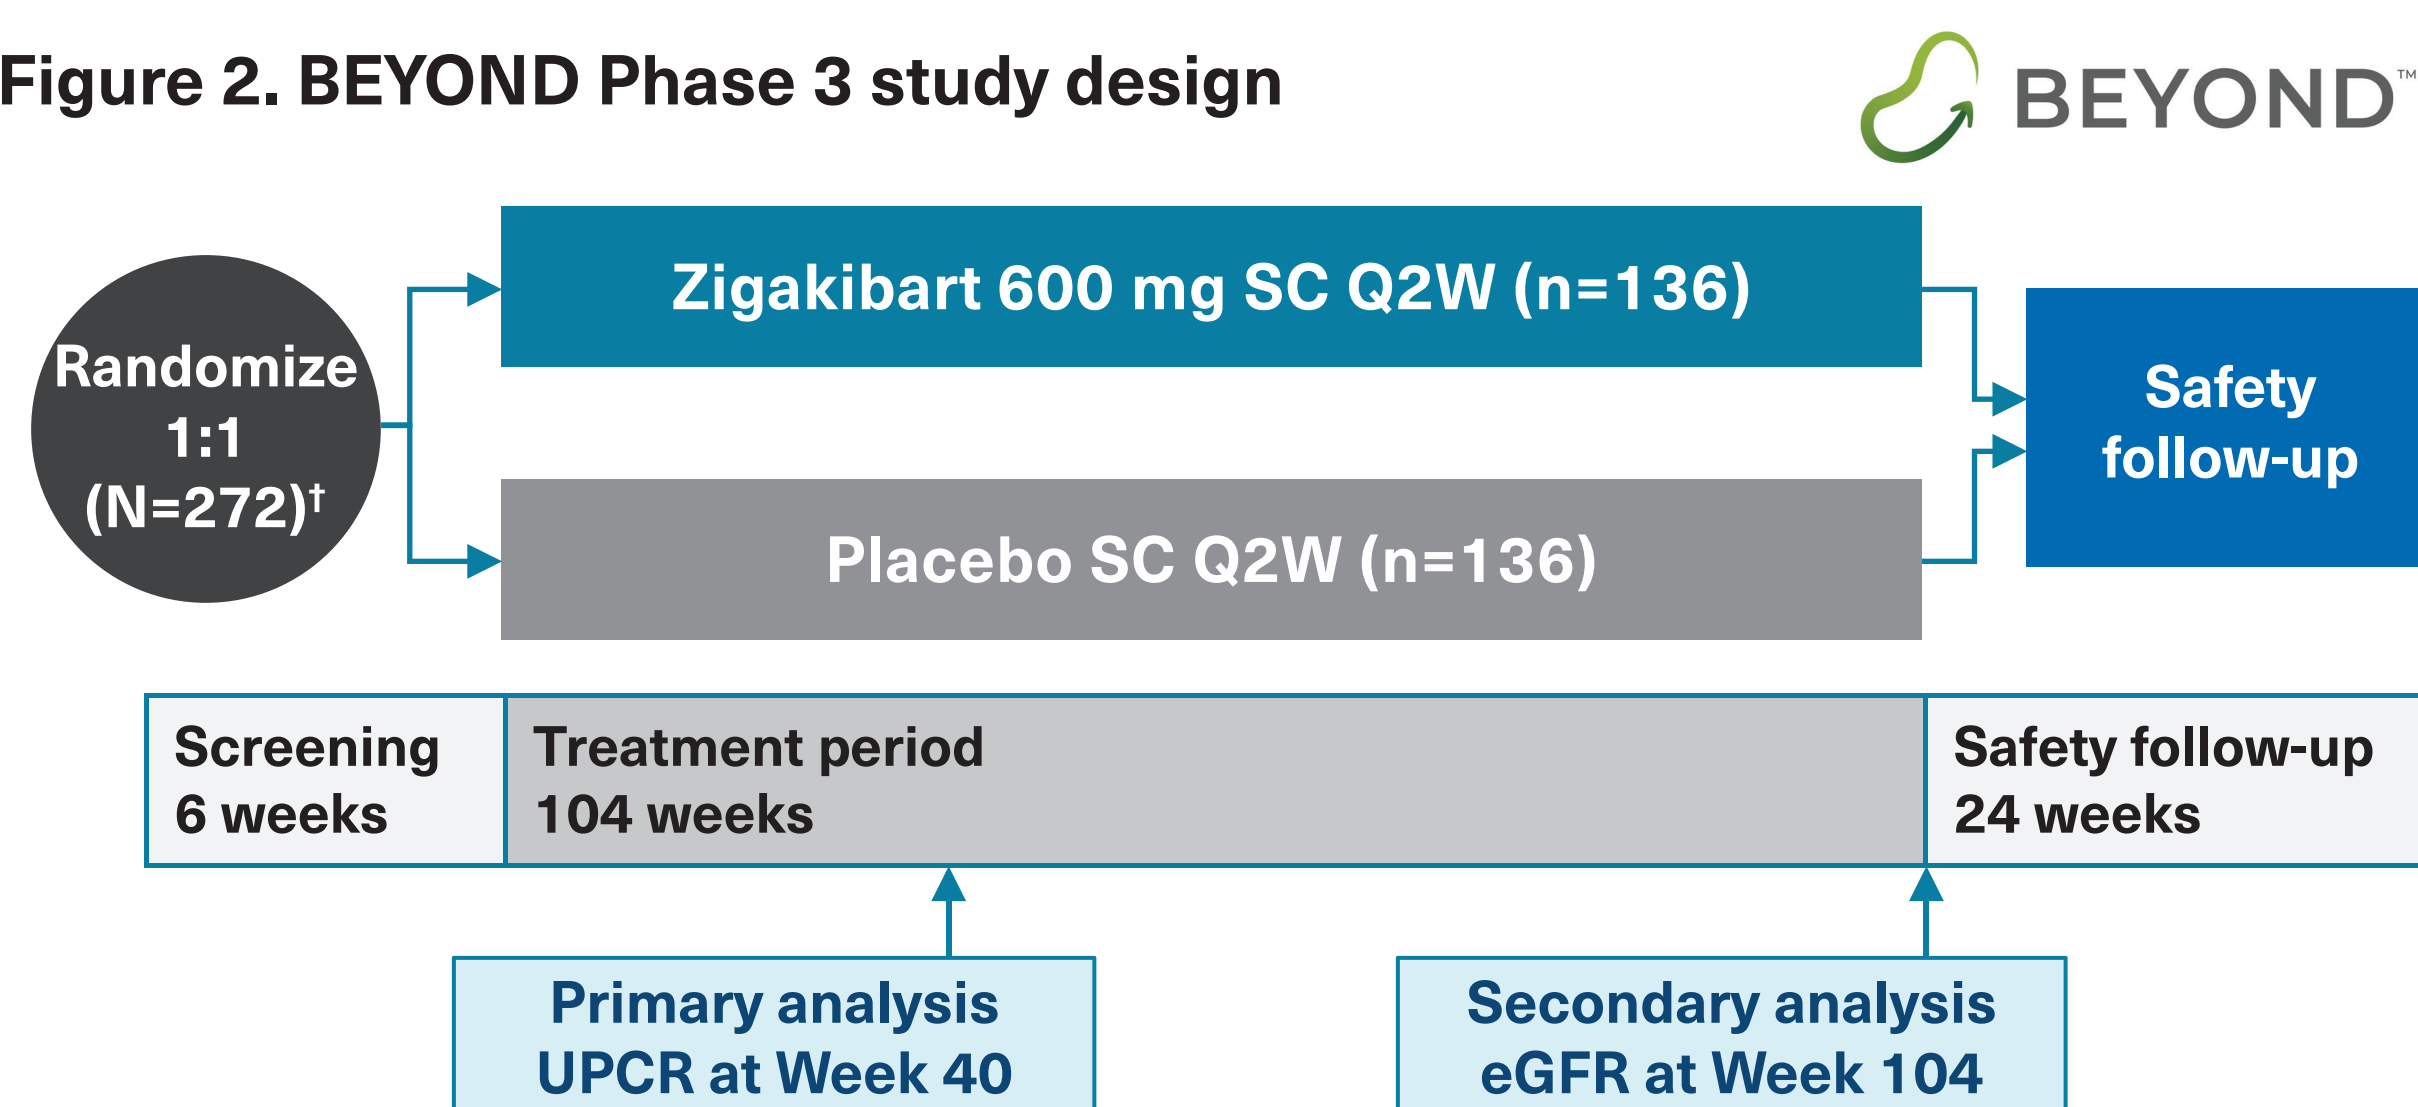 Figure 2. BEYOND Phase 3 study design
BEYOND™
Randomize
1:1
(N=272)†
Zigakibart 600 mg SC Q2W (n=136)
Placebo SC Q2W (n=136)
Safety
follow-up
Screening
6 weeks
Treatment period
104 weeks
Safety follow-up
24 weeks
Primary analysis
UPCR at Week 40
Secondary analysis
eGFR at Week 104